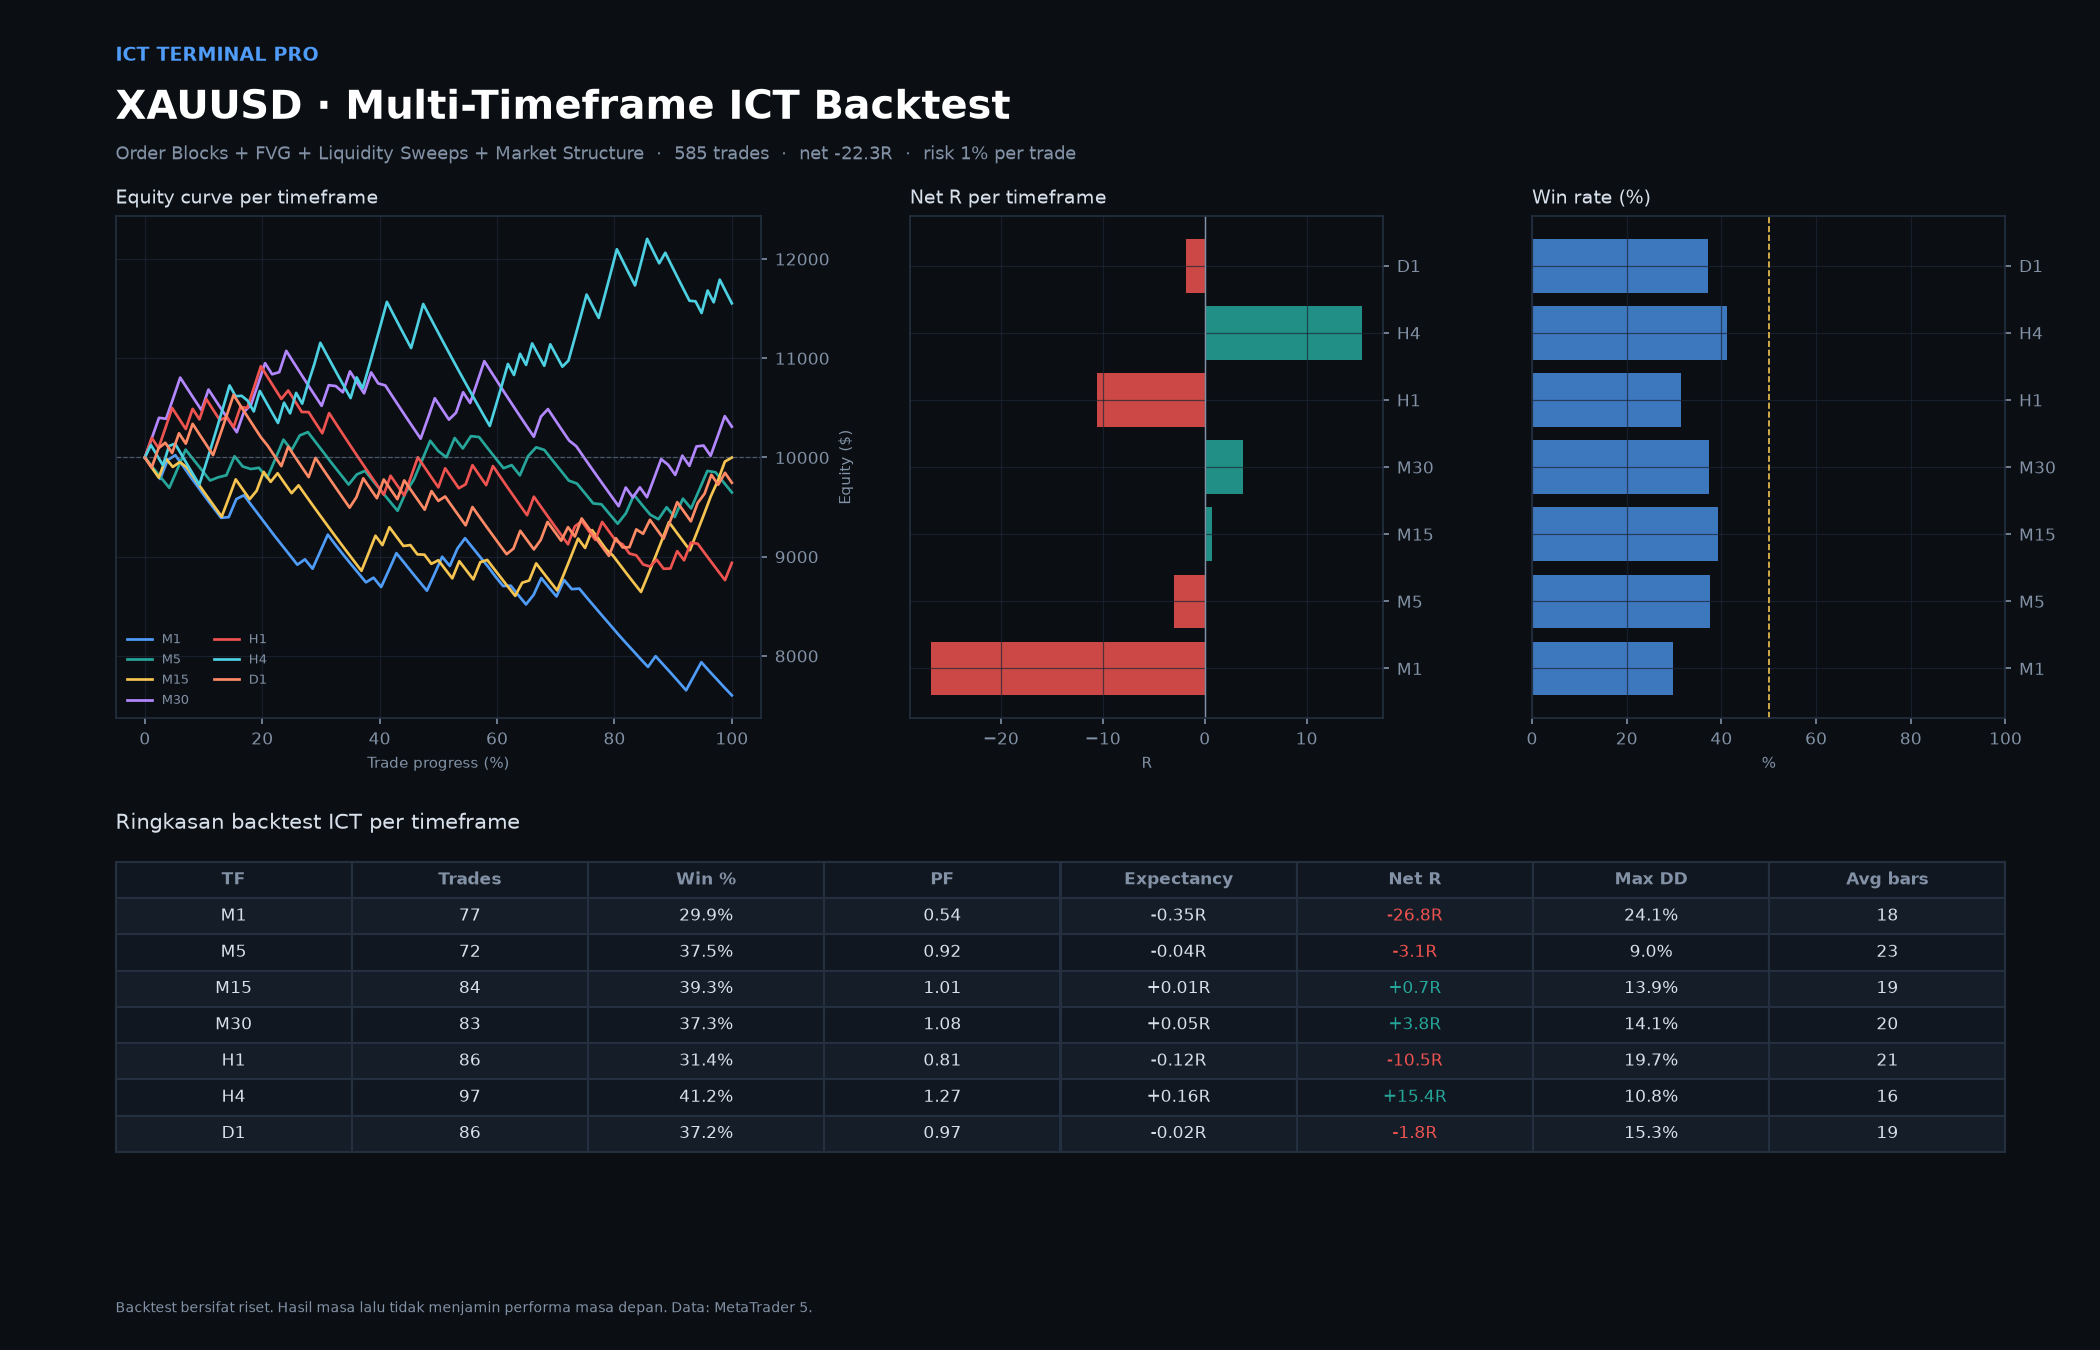 ICT TERMINAL PRO
XAUUSD · Multi-Timeframe ICT Backtest
Order Blocks + FVG + Liquidity Sweeps + Market Structure · 585 trades · net -22.3R · risk 1% per trade
Equity curve per timeframe
12000
11000
10000
9000
8000
Equity ($)
M1 H1
M5 H4
M15 D1
M30
0 20 40 60 80 100
Trade progress (%)
Net R per timeframe
D1
H4
H1
M30
M15
M5
M1
−20 −10 0 10
R
Win rate (%)
D1
H4
H1
M30
M15
M5
M1
0 20 40 60 80 100
%
Ringkasan backtest ICT per timeframe
TF Trades Win % PF Expectancy Net R Max DD Avg bars
M1 77 29.9% 0.54 -0.35R -26.8R 24.1% 18
M5 72 37.5% 0.92 -0.04R -3.1R 9.0% 23
M15 84 39.3% 1.01 +0.01R +0.7R 13.9% 19
M30 83 37.3% 1.08 +0.05R +3.8R 14.1% 20
H1 86 31.4% 0.81 -0.12R -10.5R 19.7% 21
H4 97 41.2% 1.27 +0.16R +15.4R 10.8% 16
D1 86 37.2% 0.97 -0.02R -1.8R 15.3% 19
Backtest bersifat riset. Hasil masa lalu tidak menjamin performa masa depan. Data: MetaTrader 5.